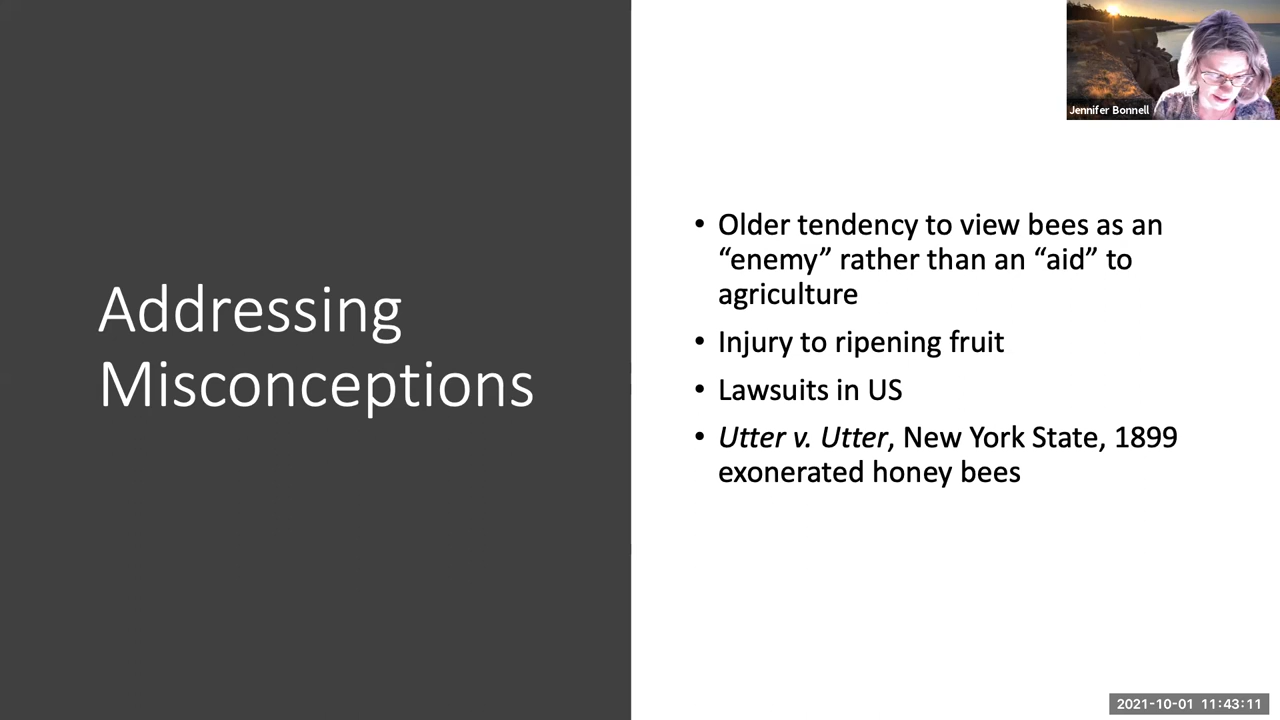 Addressing
Misconceptions
Jennifer Bonnell
• Older tendency to view bees as an
“enemy” rather than an “aid” to
agriculture
• Injury to ripening fruit
• Lawsuits in US
• Utter v. Utter, New York State, 1899
exonerated honey bees
2021-10-01 11:43:11